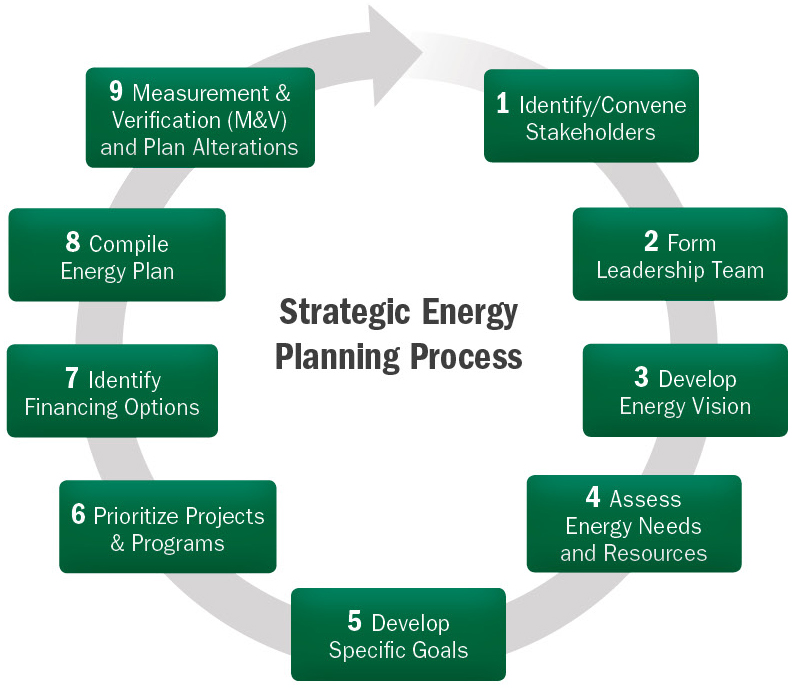 1 Identify/Convene
Stakeholders
2 Form
Leadership Team
3 Develop
Energy Vision
4 Assess
Energy Needs
and Resources
5 Develop
Specific Goals
6 Prioritize Projects
& Programs
7 Identify
Financing Options
8 Compile
Energy Plan
9 Measurement &
Verification (M&V)
and Plan Alterations
Strategic Energy
Planning Process